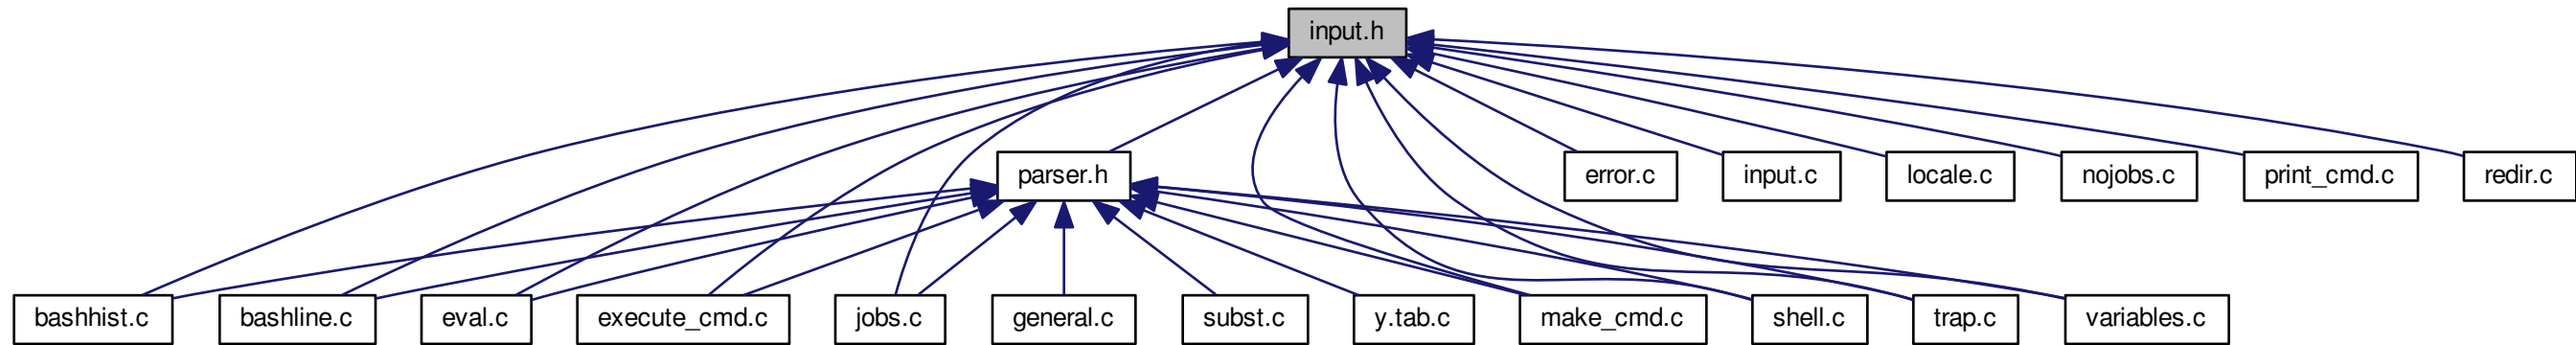 input.h
parser.h
error.c
input.c
locale.c
nojobs.c
print_cmd.c
redir.c
bashhist.c
bashline.c
eval.c
execute_cmd.c
jobs.c
general.c
subst.c
y.tab.c
make_cmd.c
shell.c
trap.c
variables.c